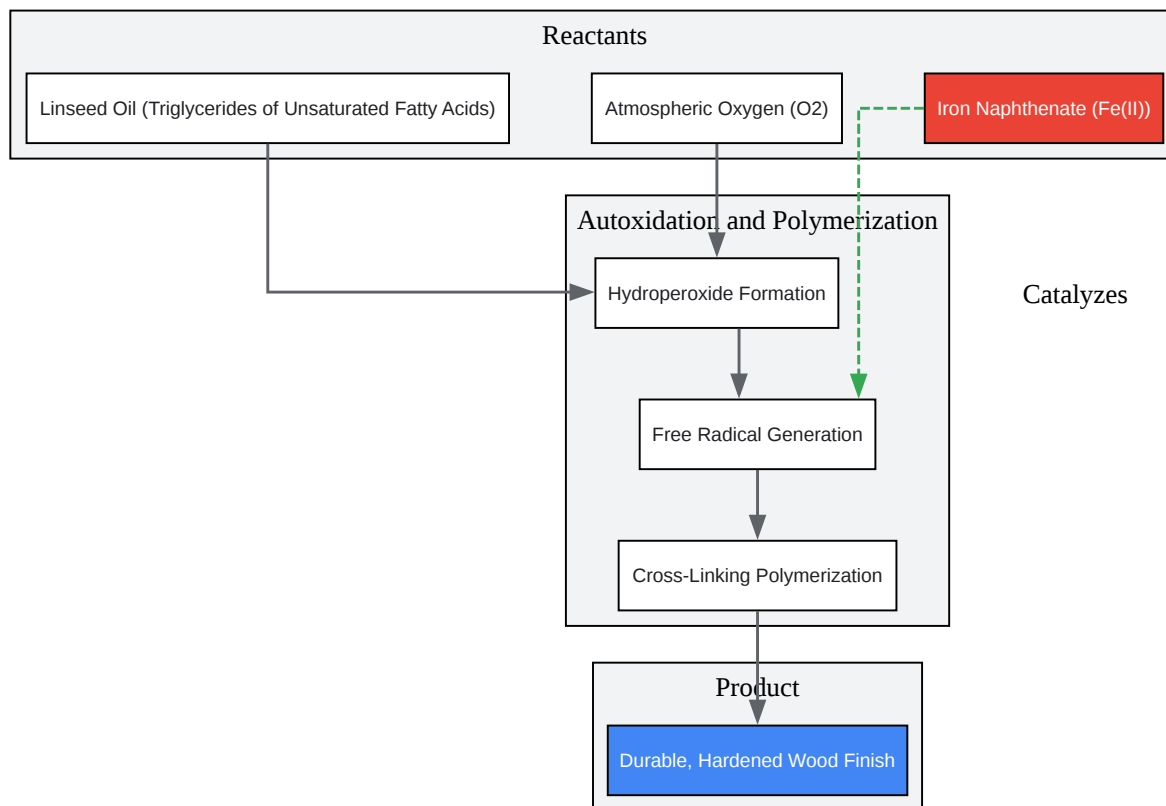 Reactants
Linseed Oil (Triglycerides of Unsaturated Fatty Acids)
Atmospheric Oxygen (O2)
Iron Naphthenate (Fe(II))
Autoxidation and Polymerization
Hydroperoxide Formation
Catalyzes
Free Radical Generation
Cross-Linking Polymerization
Product
Durable, Hardened Wood Finish